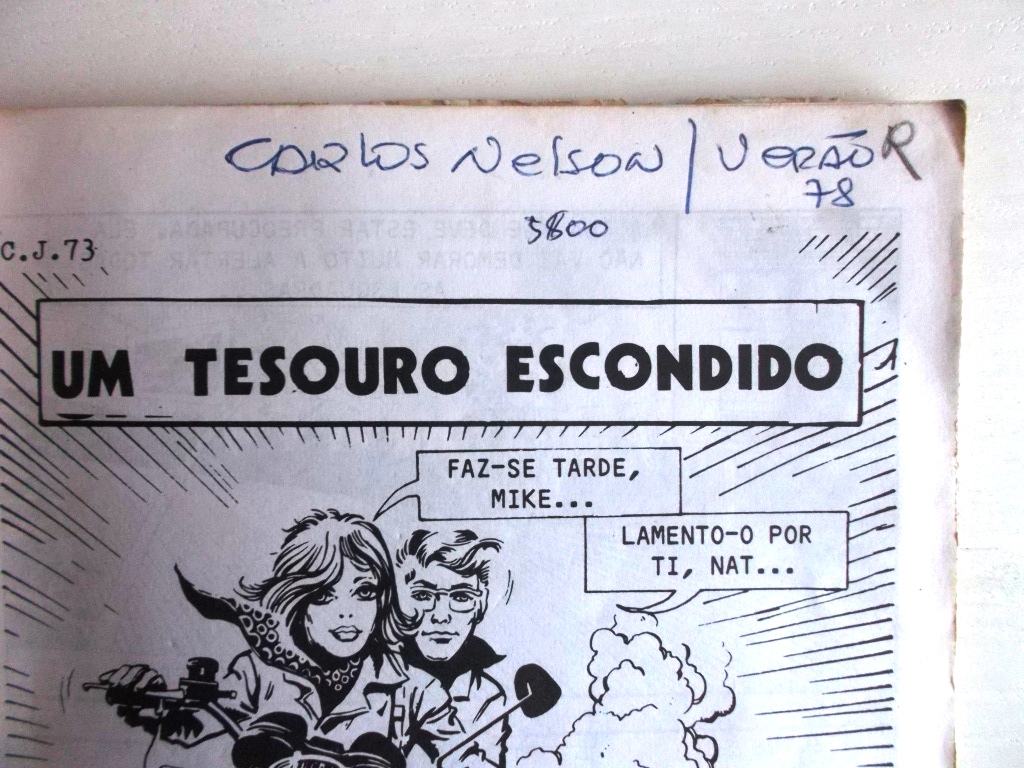 Carlos Nelson / Verão R
78
5800
C.J.73
UM TESOURO ESCONDIDO
FAZ-SE TARDE,
MIKE...
LAMENTO-O POR
TI, NAT...